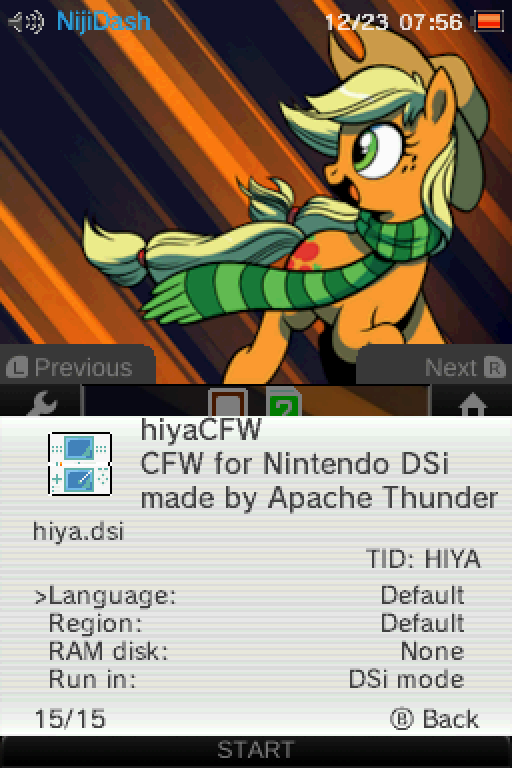 NijiDash 12/23 07:56
L Previous Next R
2
hiyaCFW
CFW for Nintendo DSi
made by Apache Thunder
hiya.dsi
TID: HIYA
>Language: Default
Region: Default
RAM disk: None
Run in: DSi mode
15/15 Ⓑ Back
START